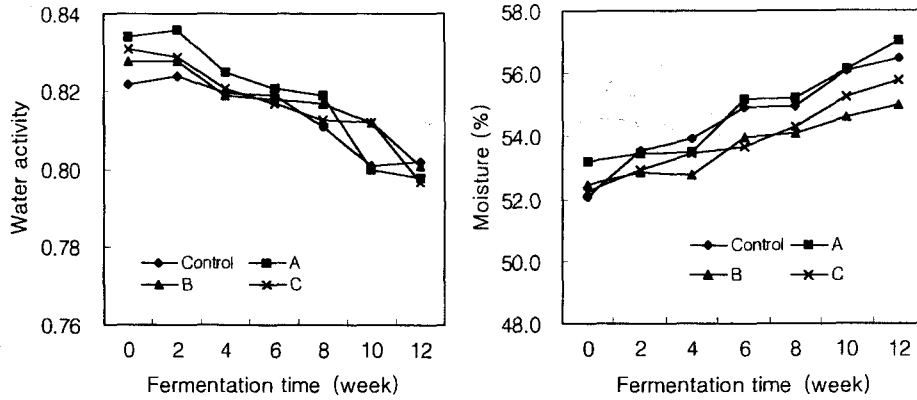 Water activity
0.84
0.82
0.80
0.78
0.76
Control A
B C
0 2 4 6 8 10 12
Fermentation time (week)
Moisture (%)
58.0
56.0
54.0
52.0
50.0
48.0
Control A
B C
0 2 4 6 8 10 12
Fermentation time (week)